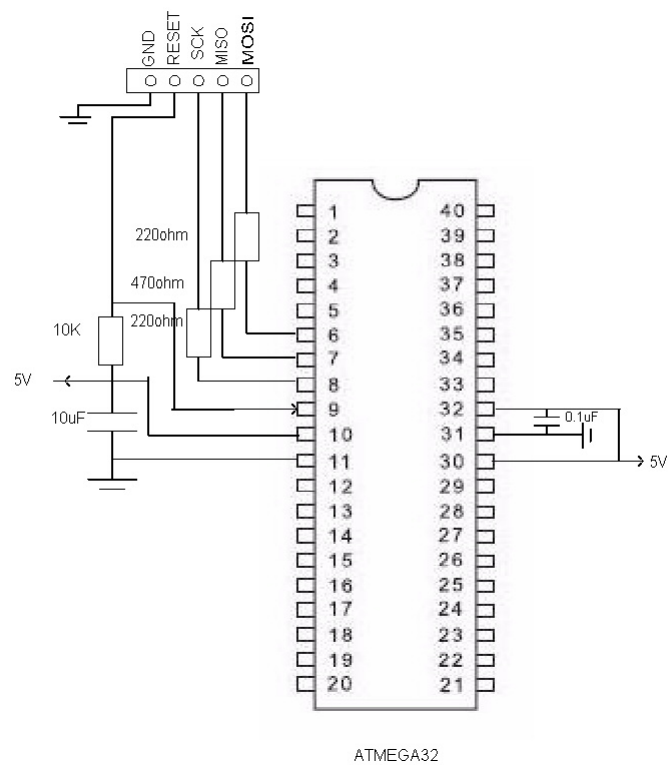 GND
RESET
SCK
MISO
MOSI
220ohm
470ohm
220ohm
10K
5V
10uF
1 40
2 39
3 38
4 37
5 36
6 35
7 34
8 33
9 32
10 31
11 30
12 29
13 28
14 27
15 26
16 25
17 24
18 23
19 22
20 21
0.1uF
5V
ATMEGA32